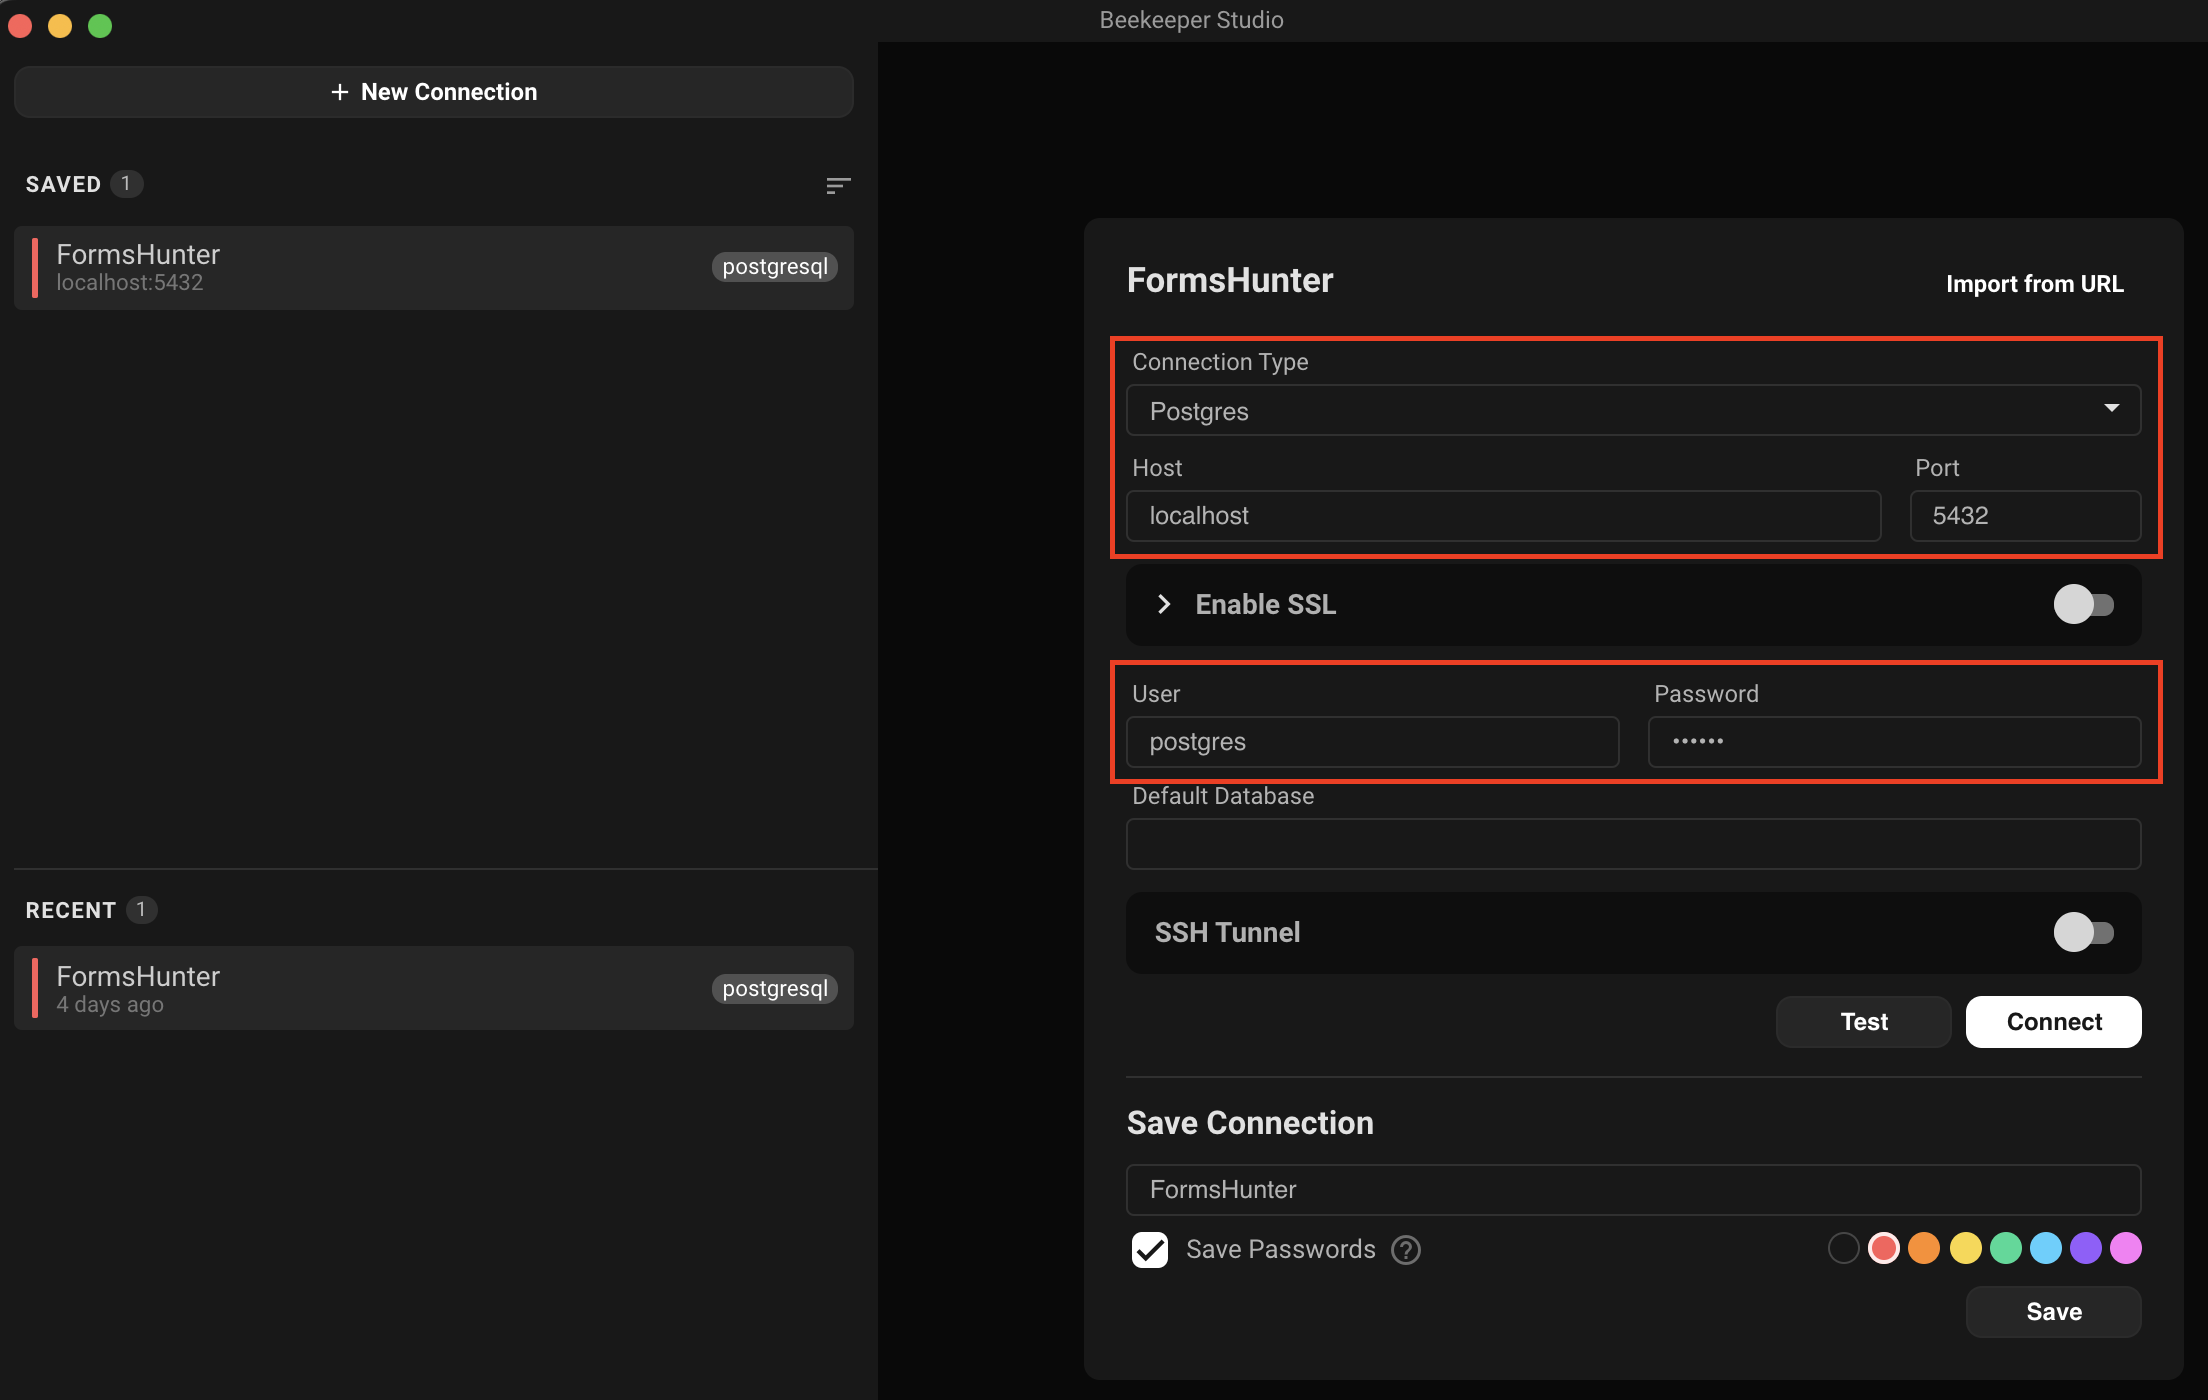 Beekeeper Studio
+ New Connection
SAVED 1
FormsHunter
localhost:5432
postgresql
RECENT 1
FormsHunter
4 days ago
postgresql
FormsHunter
Import from URL
Connection Type
Postgres
Host
Port
localhost
5432
Enable SSL
User
Password
postgres
••••••
Default Database
SSH Tunnel
Test
Connect
Save Connection
FormsHunter
Save Passwords ?
Save